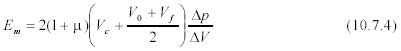 E_m = 2(1 + μ)(V_c + (V_0 + V_f)/2) Δp/ΔV (10.7.4)